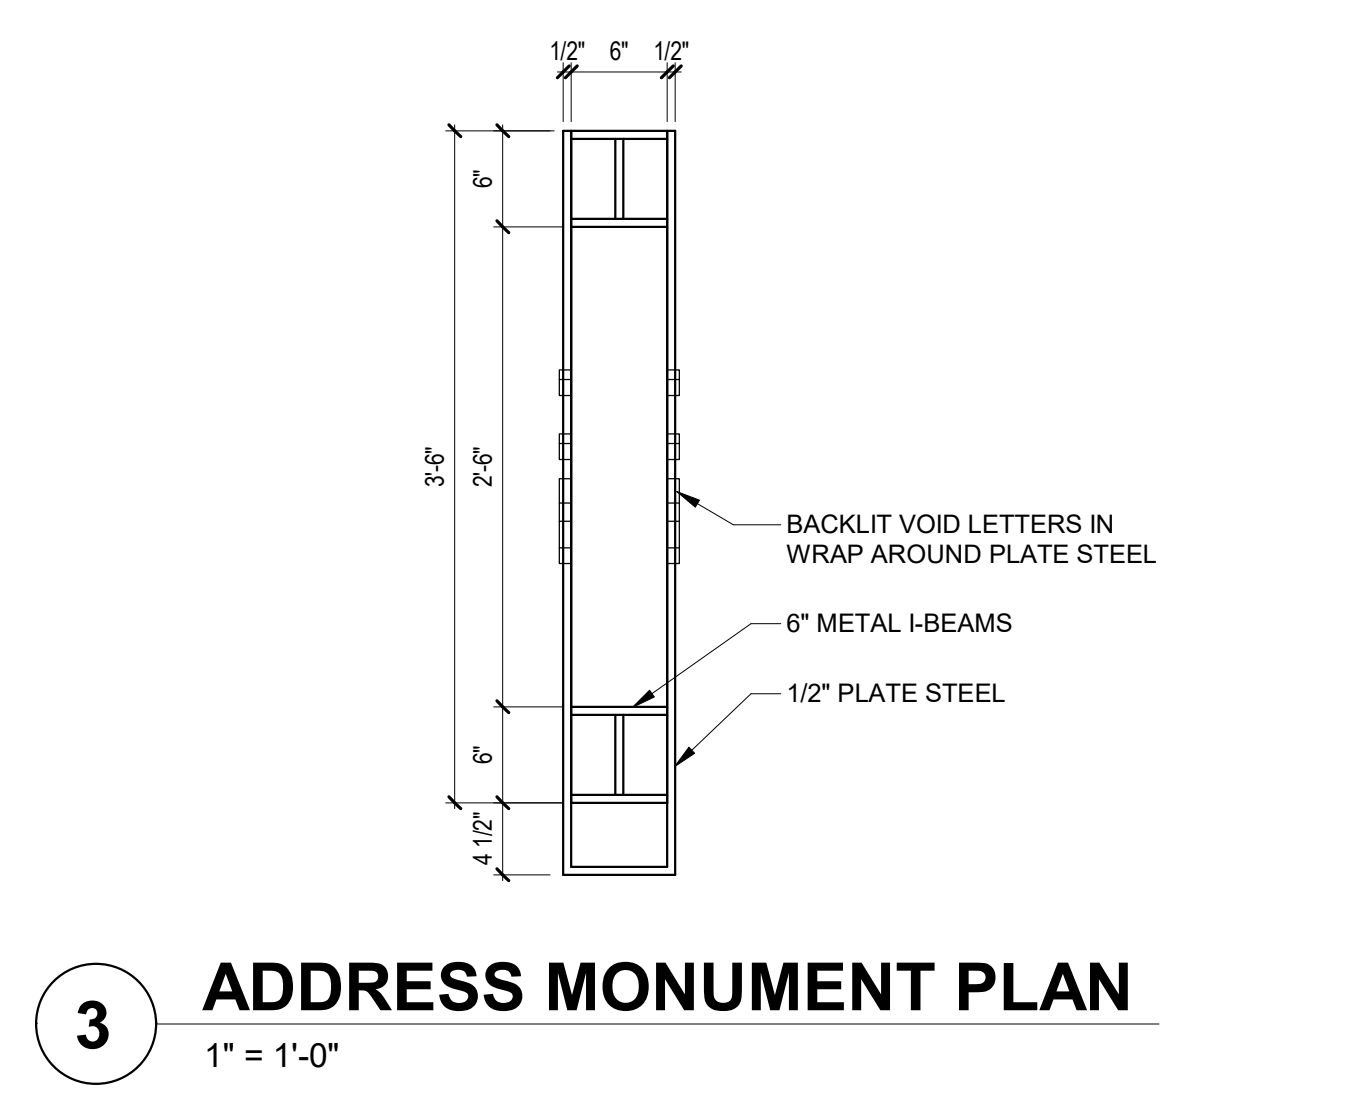 1/2" 6" 1/2"
6"
3'-6"
2'-6"
BACKLIT VOID LETTERS IN
WRAP AROUND PLATE STEEL
6" METAL I-BEAMS
1/2" PLATE STEEL
6"
4 1/2"
3
ADDRESS MONUMENT PLAN
1" = 1'-0"